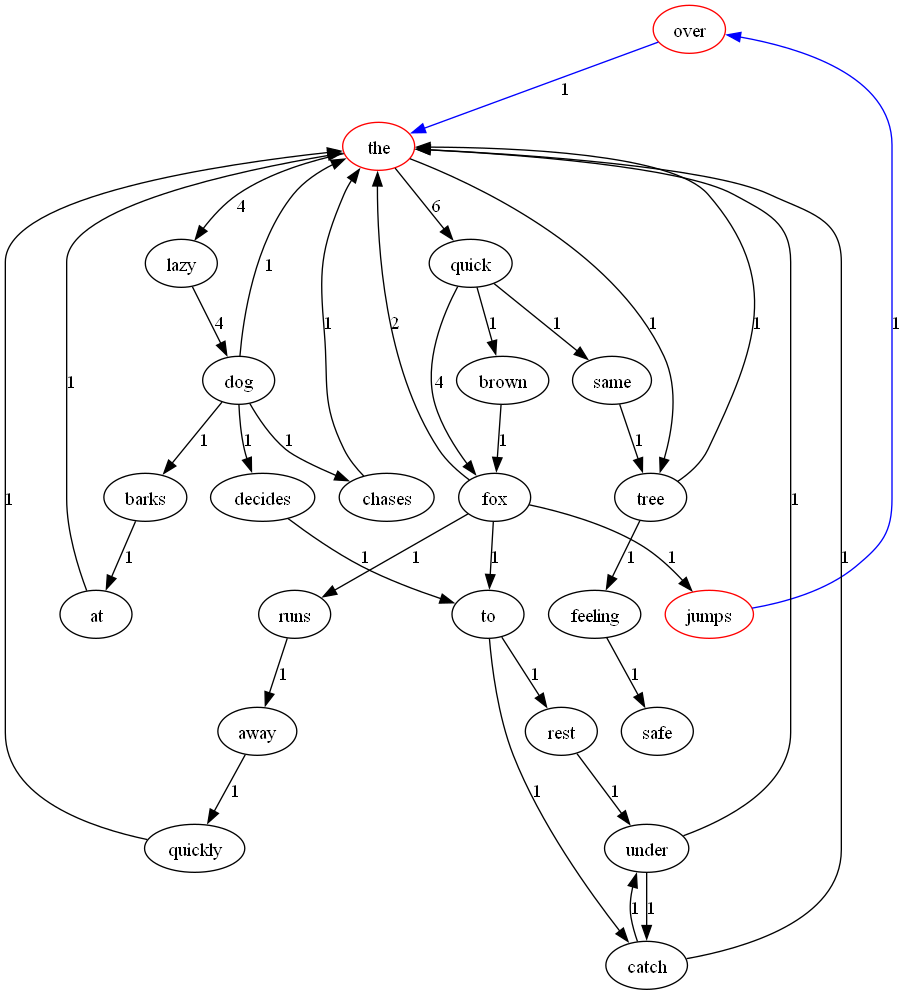 over
1
the
4
6
lazy
1
quick
4
1
2
1
1
1
1
1
dog
brown
same
1
4
1
1
1
1
1
barks
decides
chases
fox
tree
1
1
1
1
1
1
1
at
runs
to
feeling
jumps
1
1
1
away
rest
safe
1
1
1
quickly
under
1
1
catch